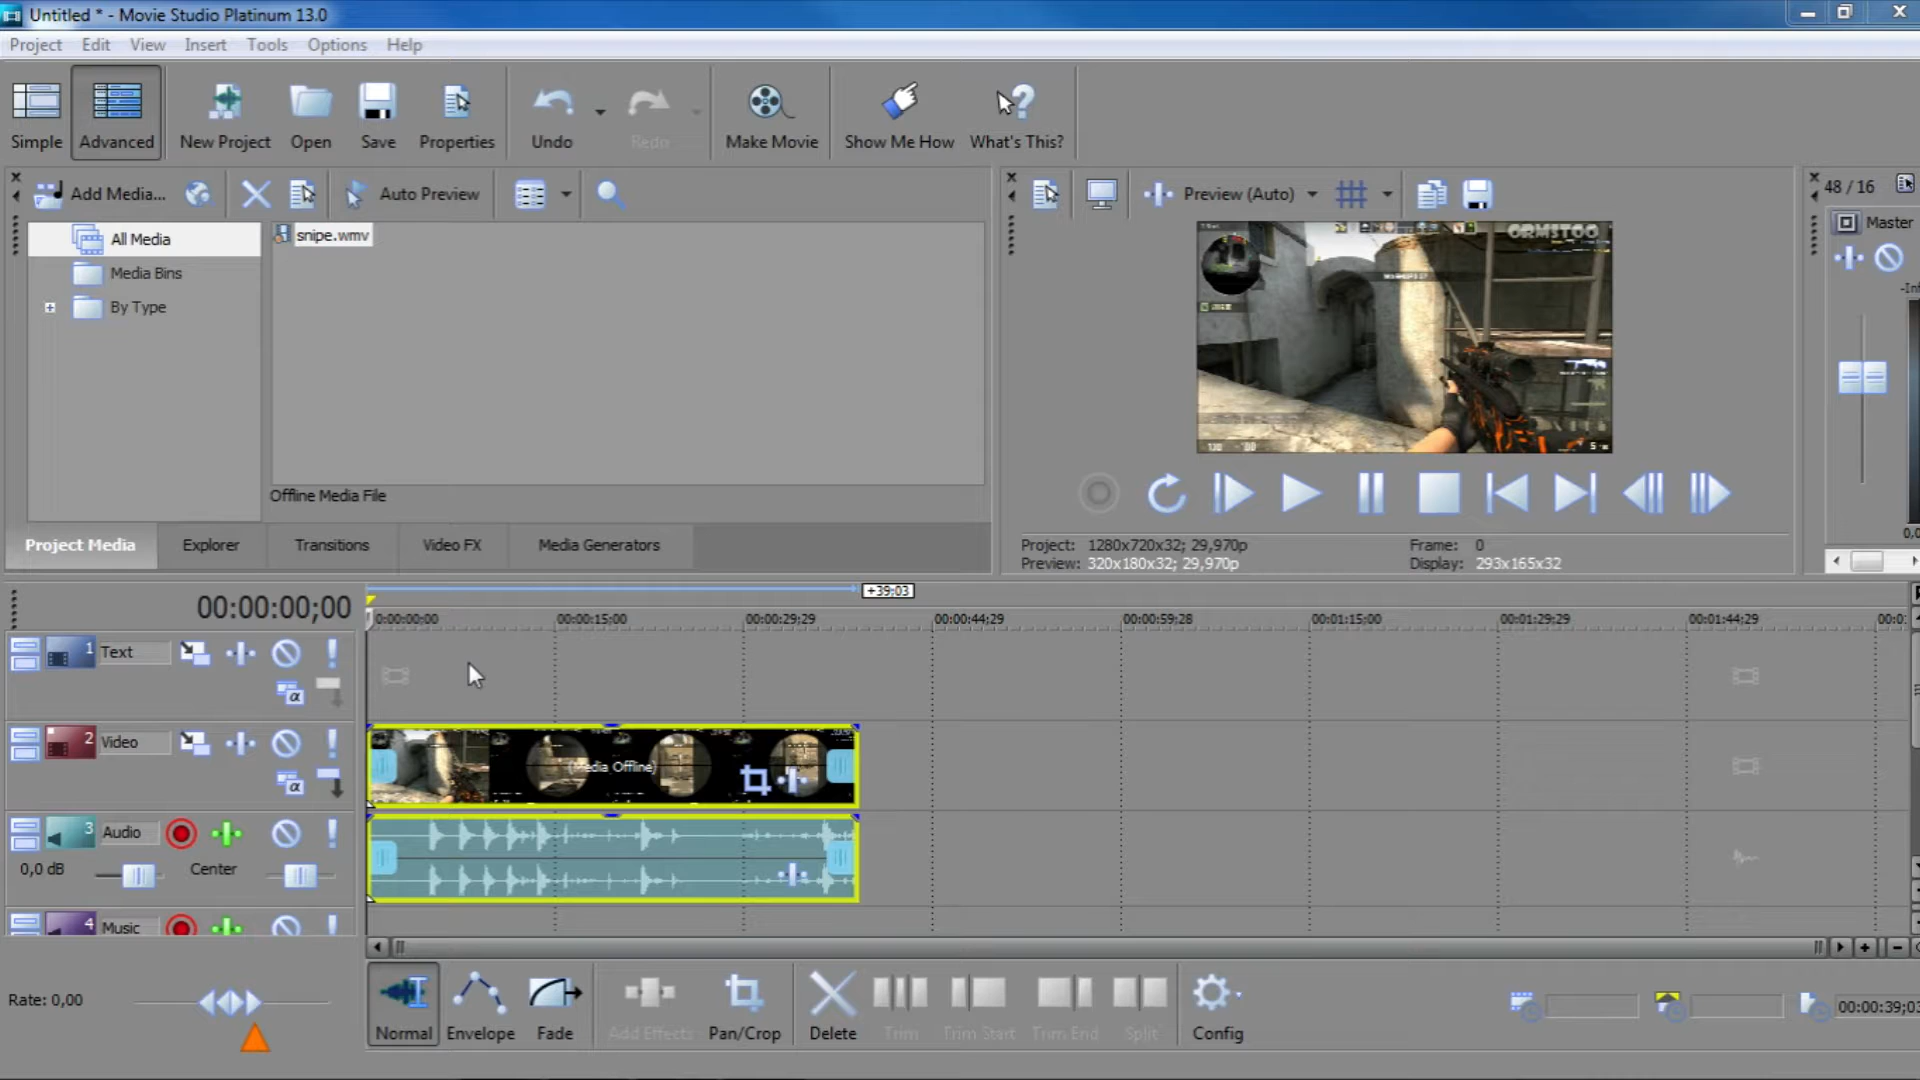 Untitled * - Movie Studio Platinum 13.0
Project Edit View Insert Tools Options Help
Simple Advanced New Project Open Save Properties Undo Redo Make Movie Show Me How What's This?
Add Media... Auto Preview
All Media
Media Bins
By Type
snipe.wmv
Offline Media File
Project Media Explorer Transitions Video FX Media Generators
Preview (Auto)
ORMSTOO
Project: 1280x720x32; 29,970p
Preview: 320x180x32; 29,970p
Frame: 0
Display: 293x165x32
48 / 16
Master
-Inf
0,0
00:00:00;00
+39;03
0:00:00;00 00:00:15;00 00:00:29;29 00:00:44;29 00:00:59;28 00:01:15;00 00:01:29;29 00:01:44;29 00:0
1 Text
2 Video
(Media Offline)
3 Audio
0,0 dB Center
4 Music
Rate: 0,00
Normal Envelope Fade Add Effects Pan/Crop Delete Trim Trim Start Trim End Split Config
00:00:39;03